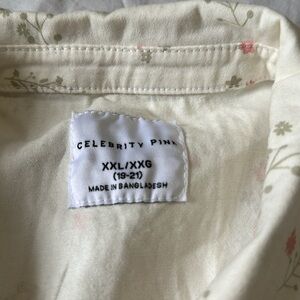 CELEBRITY PINK
XXL/XXG
(19-21)
MADE IN BANGLADESH